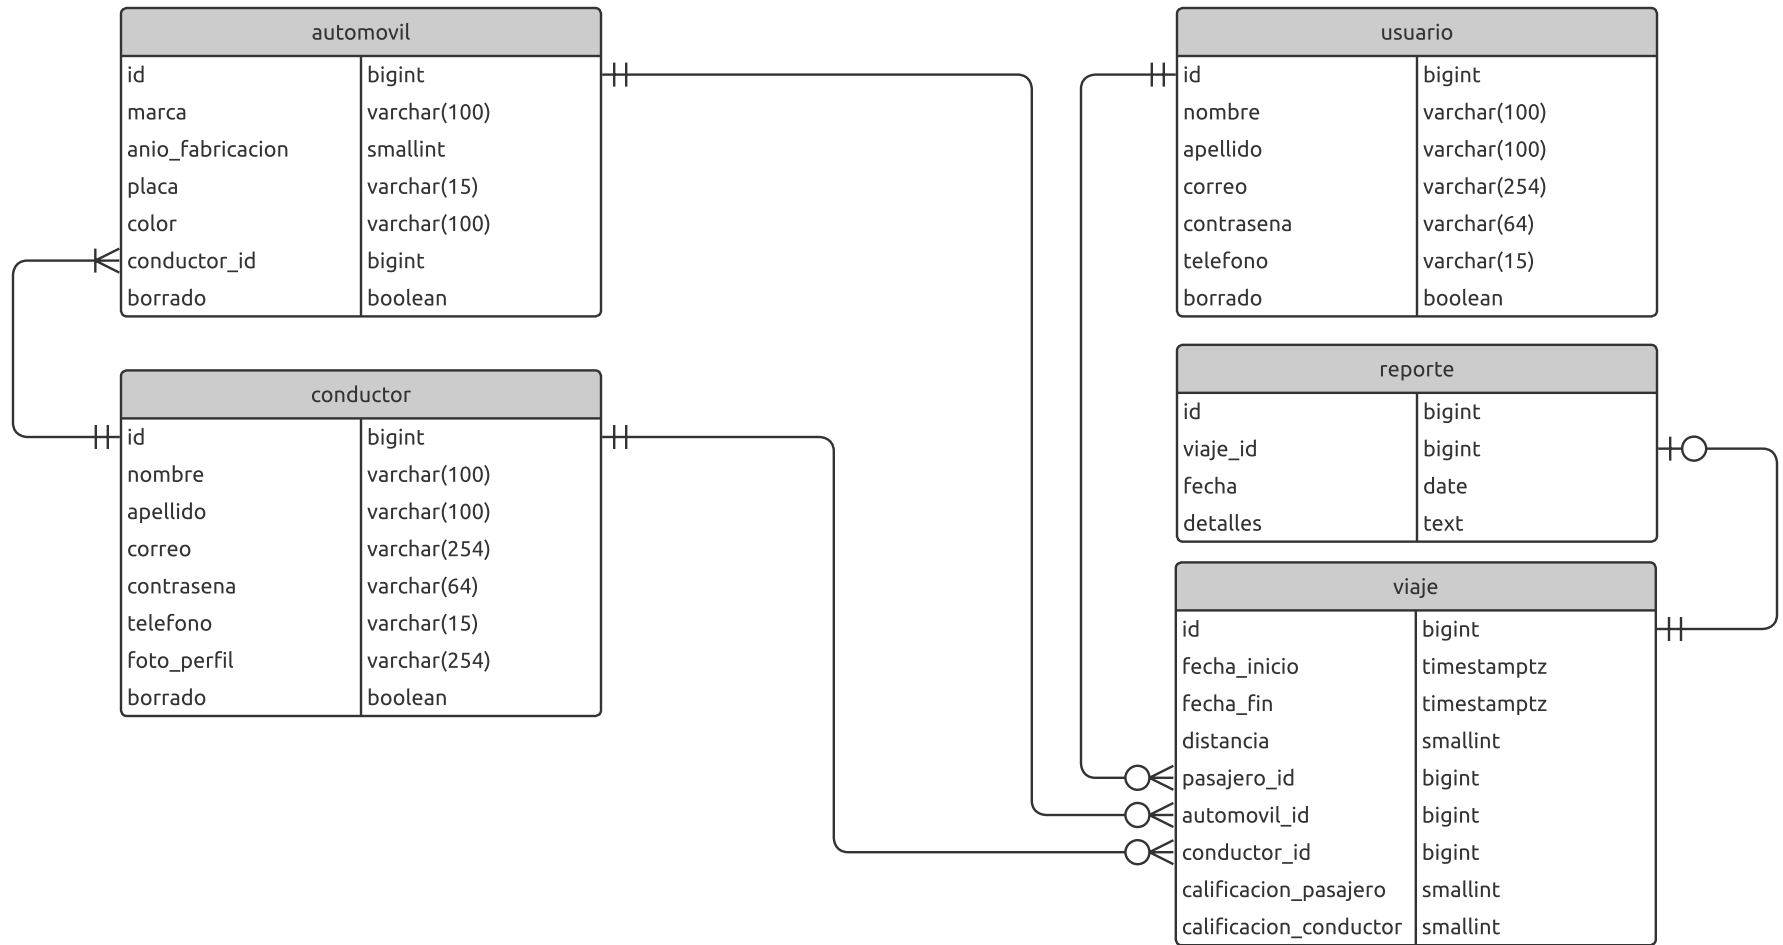 automovil
id bigint
marca varchar(100)
anio_fabricacion smallint
placa varchar(15)
color varchar(100)
conductor_id bigint
borrado boolean
conductor
id bigint
nombre varchar(100)
apellido varchar(100)
correo varchar(254)
contrasena varchar(64)
telefono varchar(15)
foto_perfil varchar(254)
borrado boolean
usuario
id bigint
nombre varchar(100)
apellido varchar(100)
correo varchar(254)
contrasena varchar(64)
telefono varchar(15)
borrado boolean
reporte
id bigint
viaje_id bigint
fecha date
detalles text
viaje
id bigint
fecha_inicio timestamptz
fecha_fin timestamptz
distancia smallint
pasajero_id bigint
automovil_id bigint
conductor_id bigint
calificacion_pasajero smallint
calificacion_conductor smallint